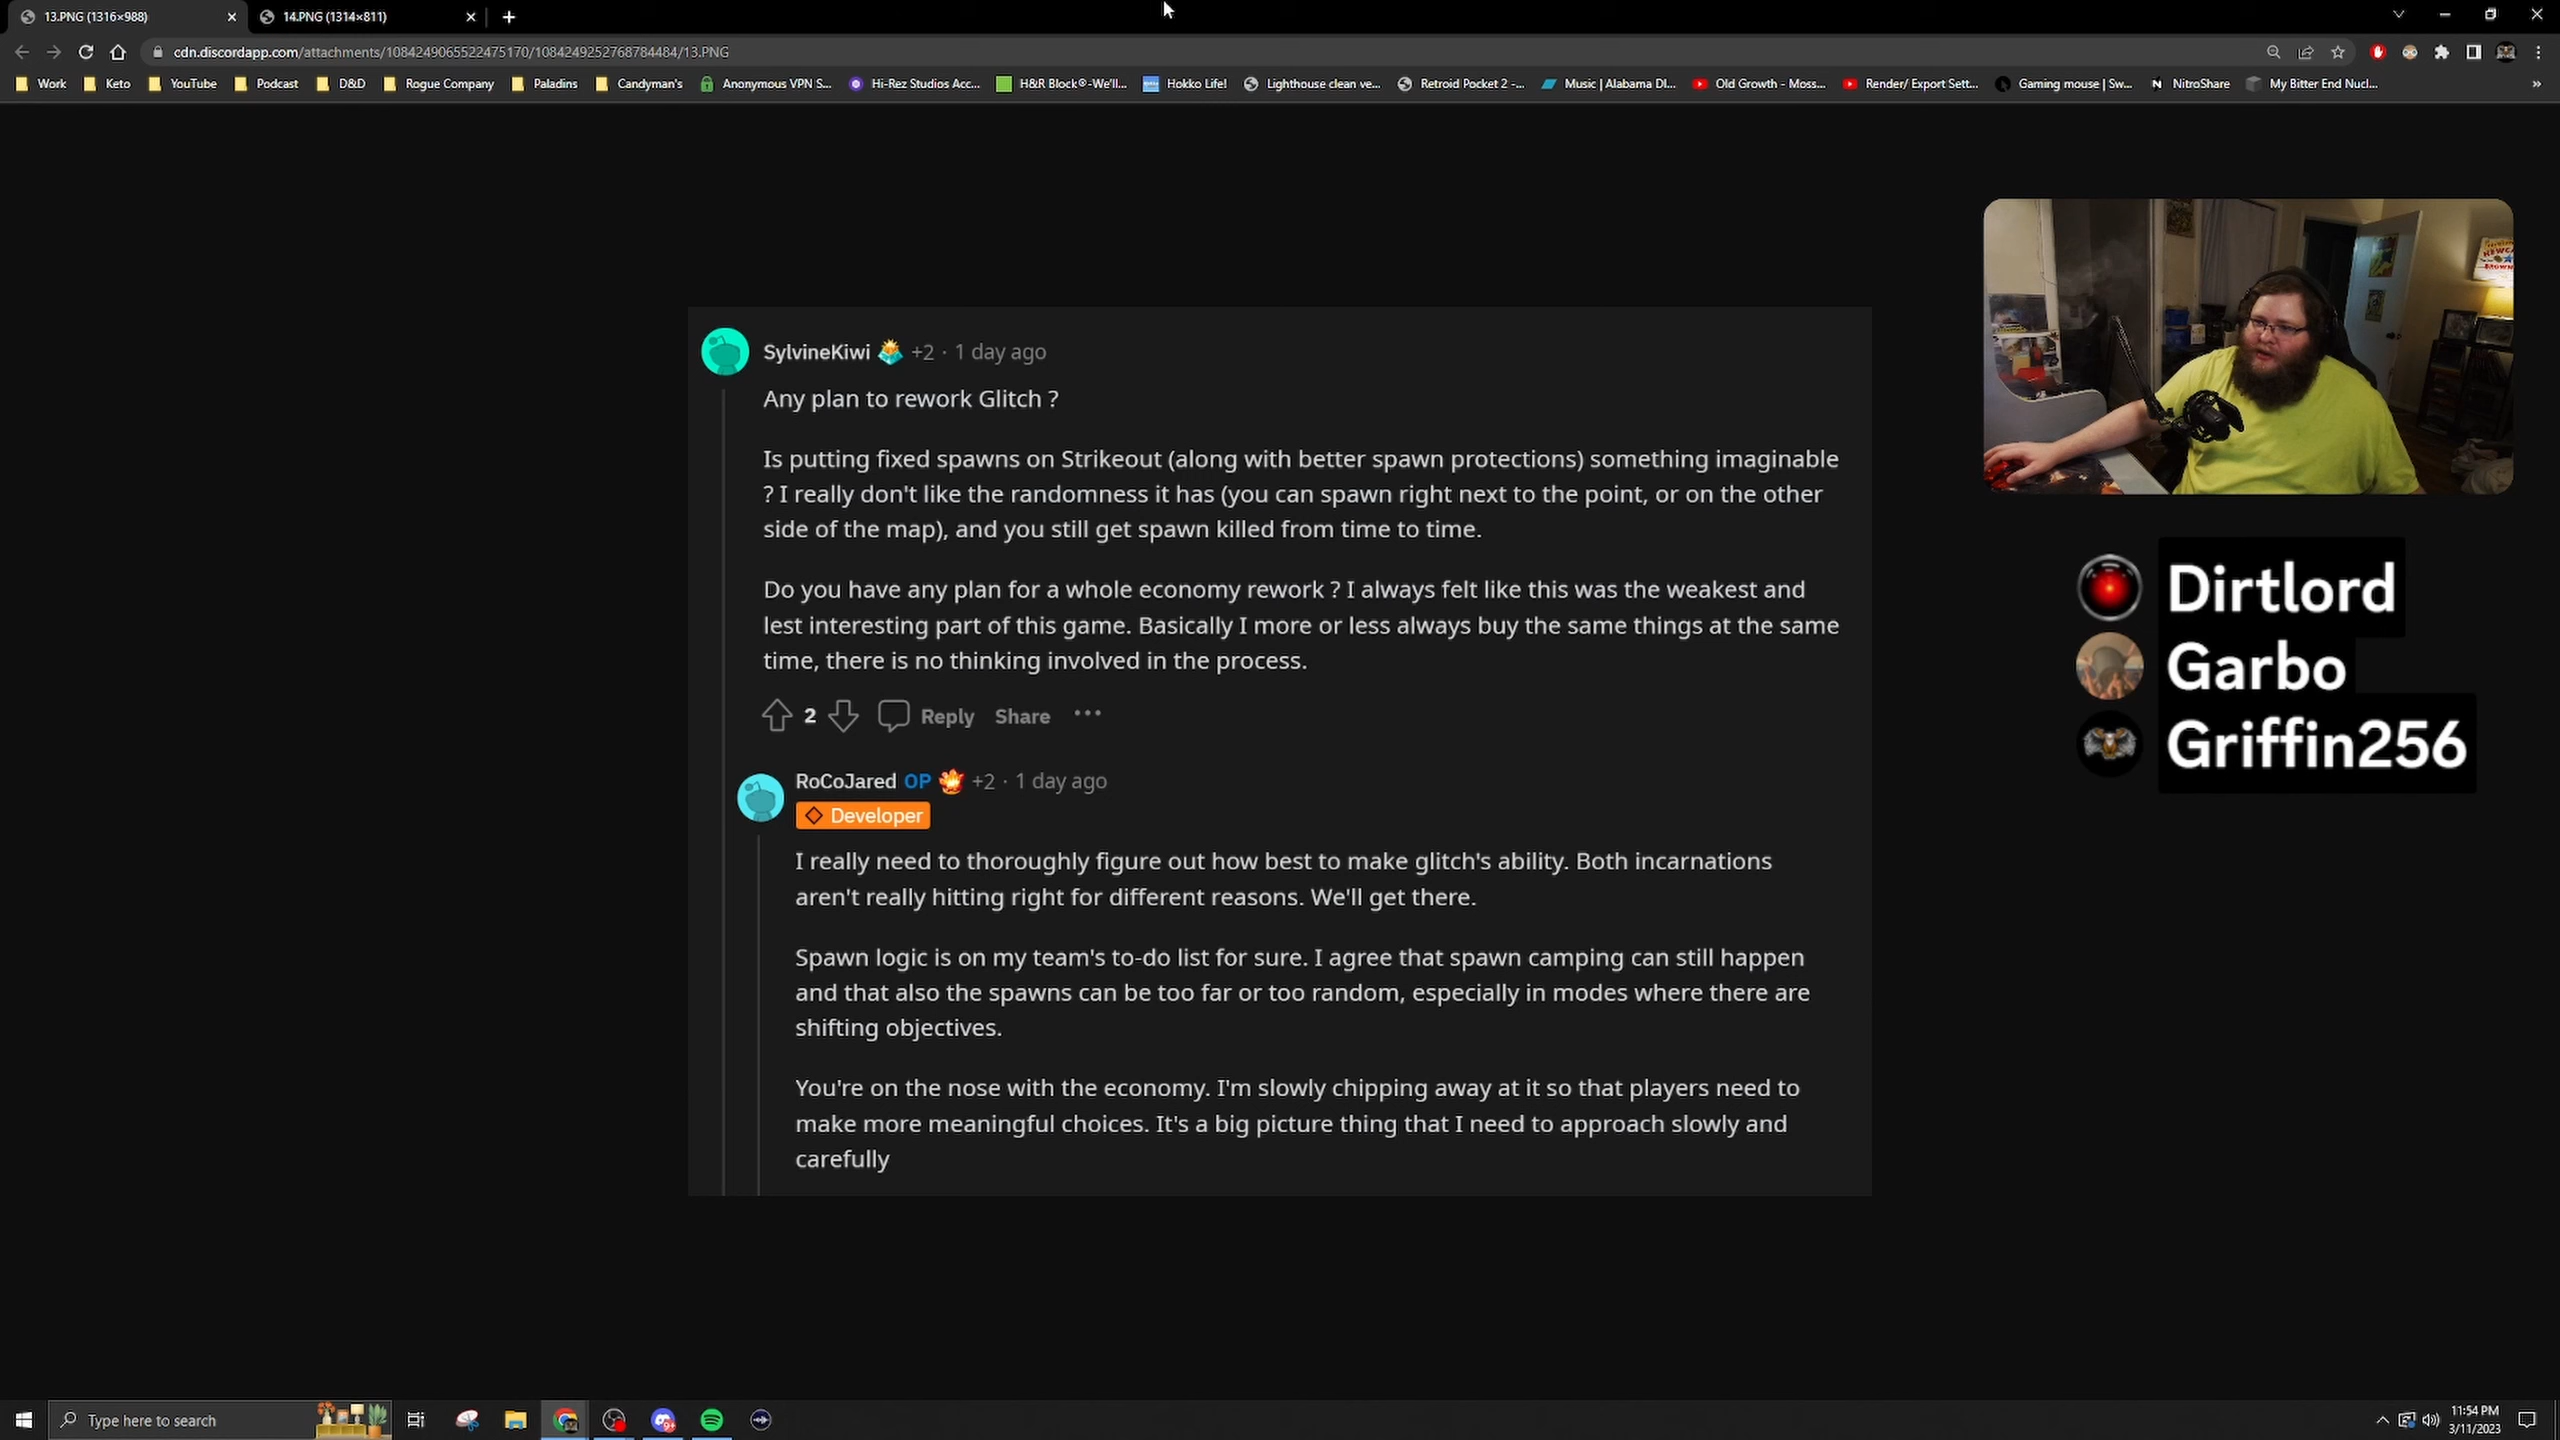 13.PNG (1316×988)
14.PNG (1314×811)
cdn.discordapp.com/attachments/1084249065522475170/1084249252768784484/13.PNG
Work Keto YouTube Podcast D&D Rogue Company Paladins Candyman's Anonymous VPN S... Hi-Rez Studios Acc... H&R Block®-We'll... Hokko Life! Lighthouse clean ve... Retroid Pocket 2 -... Music | Alabama DI... Old Growth - Moss... Render/ Export Sett... Gaming mouse | Sw... NitroShare My Bitter End Nucl... »
SylvineKiwi +2 · 1 day ago
Any plan to rework Glitch ?
Is putting fixed spawns on Strikeout (along with better spawn protections) something imaginable
? I really don't like the randomness it has (you can spawn right next to the point, or on the other
side of the map), and you still get spawn killed from time to time.
Do you have any plan for a whole economy rework ? I always felt like this was the weakest and
lest interesting part of this game. Basically I more or less always buy the same things at the same
time, there is no thinking involved in the process.
2 Reply Share ...
RoCoJared OP +2 · 1 day ago
Developer
I really need to thoroughly figure out how best to make glitch's ability. Both incarnations
aren't really hitting right for different reasons. We'll get there.
Spawn logic is on my team's to-do list for sure. I agree that spawn camping can still happen
and that also the spawns can be too far or too random, especially in modes where there are
shifting objectives.
You're on the nose with the economy. I'm slowly chipping away at it so that players need to
make more meaningful choices. It's a big picture thing that I need to approach slowly and
carefully
Dirtlord
Garbo
Griffin256
Type here to search
11:54 PM
3/11/2023